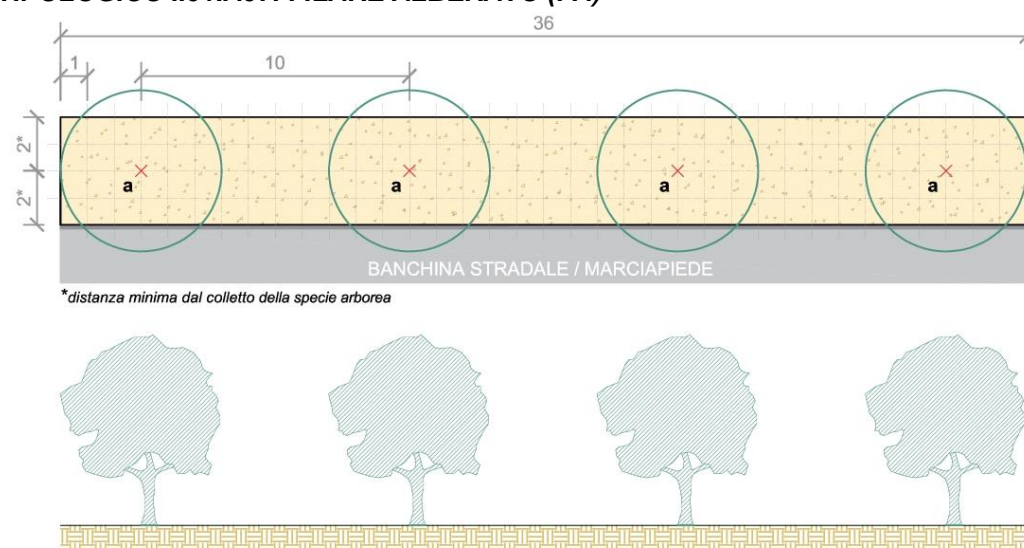 36
1
10
2*
2*
a
a
a
a
BANCHINA STRADALE / MARCIAPIEDE
*distanza minima dal colletto della specie arborea